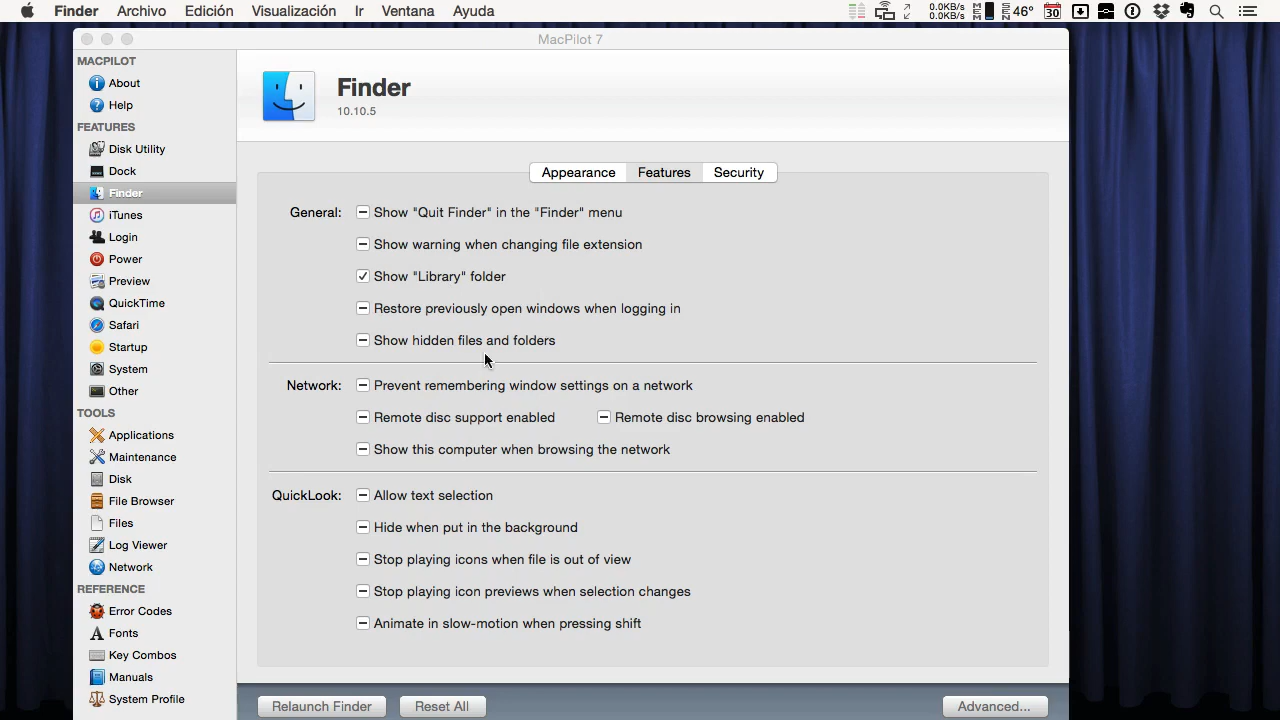 Finder Archivo Edición Visualización Ir Ventana Ayuda
0.0KB/s
0.0KB/s
46°
30
MacPilot 7
MACPILOT
About
Help
FEATURES
Disk Utility
Dock
Finder
iTunes
Login
Power
Preview
QuickTime
Safari
Startup
System
Other
TOOLS
Applications
Maintenance
Disk
File Browser
Files
Log Viewer
Network
REFERENCE
Error Codes
Fonts
Key Combos
Manuals
System Profile
Finder
10.10.5
Appearance Features Security
General: Show "Quit Finder" in the "Finder" menu
Show warning when changing file extension
Show "Library" folder
Restore previously open windows when logging in
Show hidden files and folders
Network: Prevent remembering window settings on a network
Remote disc support enabled Remote disc browsing enabled
Show this computer when browsing the network
QuickLook: Allow text selection
Hide when put in the background
Stop playing icons when file is out of view
Stop playing icon previews when selection changes
Animate in slow-motion when pressing shift
Relaunch Finder Reset All Advanced...